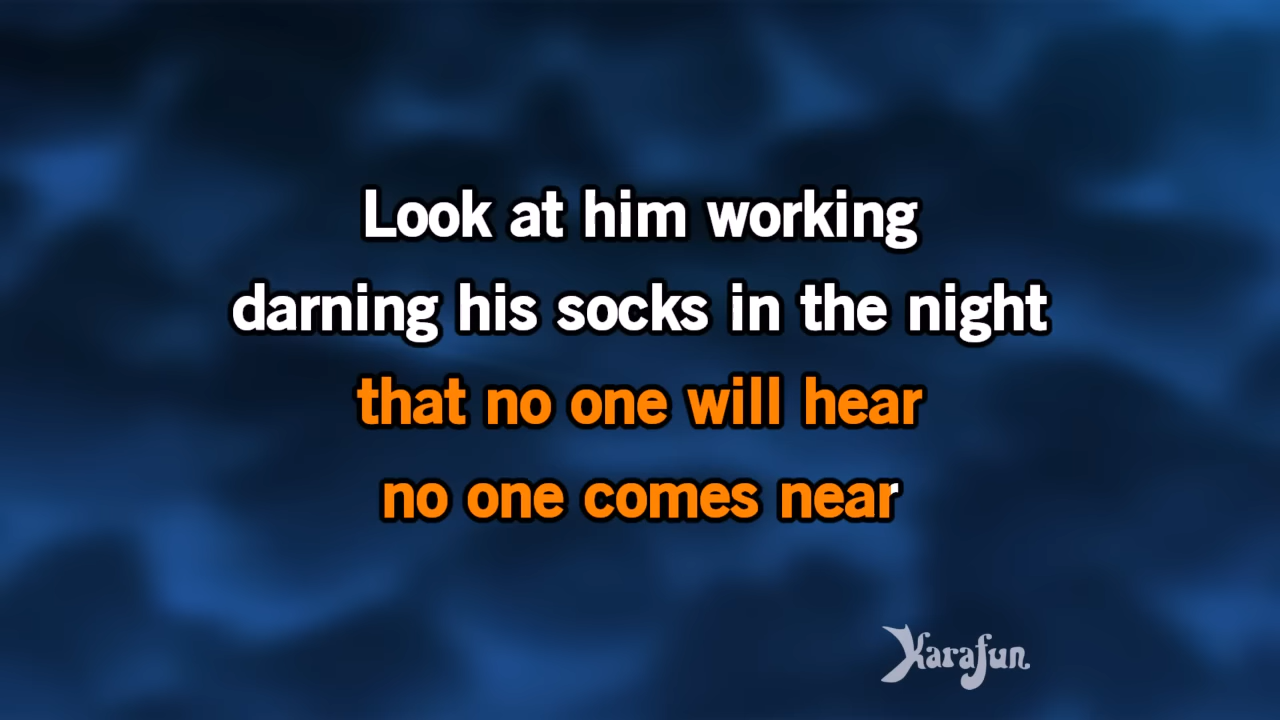 Look at him working
darning his socks in the night
that no one will hear
no one comes near
Karafun